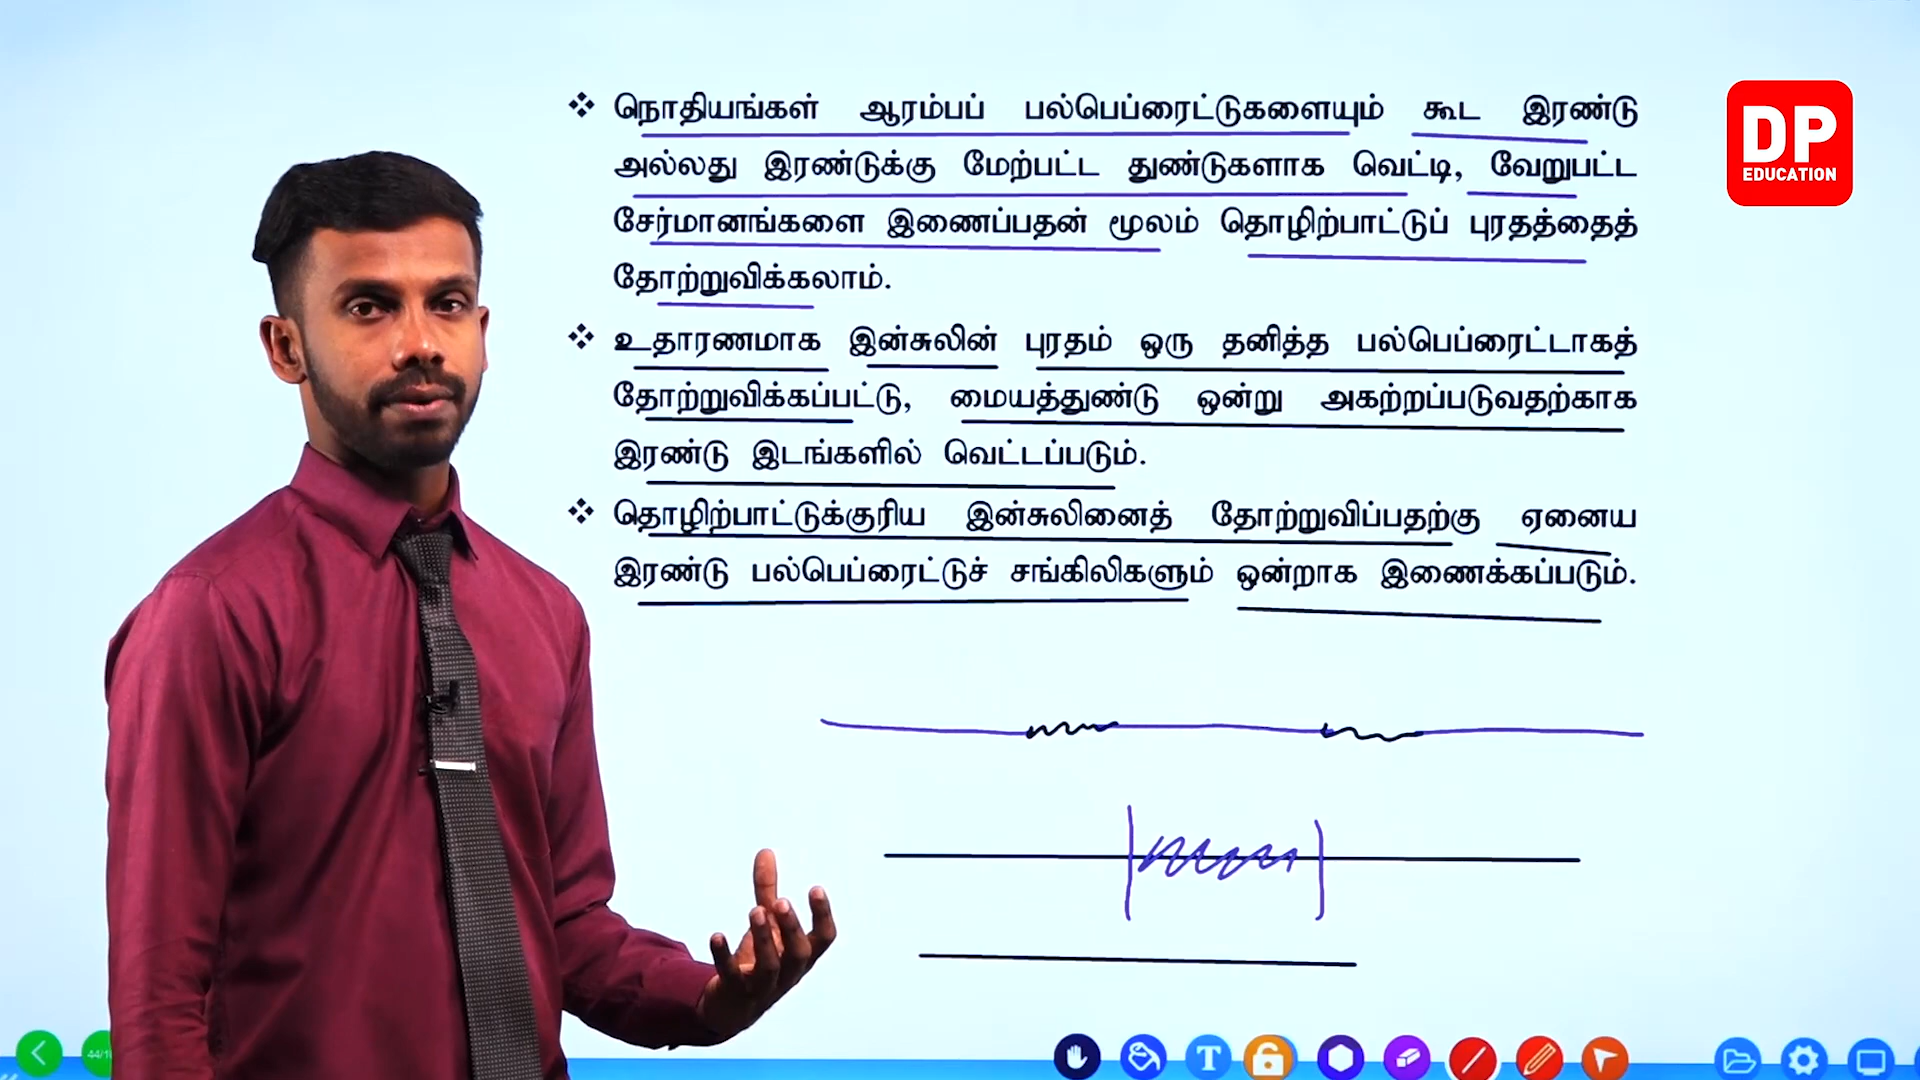 ❖ நொதியங்கள் ஆரம்பப் பல்பெப்ரைட்டுகளையும் கூட இரண்டு
அல்லது இரண்டுக்கு மேற்பட்ட துண்டுகளாக வெட்டி, வேறுபட்ட
சேர்மானங்களை இணைப்பதன் மூலம் தொழிற்பாட்டுப் புரதத்தைத்
தோற்றுவிக்கலாம்.
❖ உதாரணமாக இன்சுலின் புரதம் ஒரு தனித்த பல்பெப்ரைட்டாகத்
தோற்றுவிக்கப்பட்டு, மையத்துண்டு ஒன்று அகற்றப்படுவதற்காக
இரண்டு இடங்களில் வெட்டப்படும்.
❖ தொழிற்பாட்டுக்குரிய இன்சுலினைத் தோற்றுவிப்பதற்கு ஏனைய
இரண்டு பல்பெப்ரைட்டுச் சங்கிலிகளும் ஒன்றாக இணைக்கப்படும்.
DP
EDUCATION
T